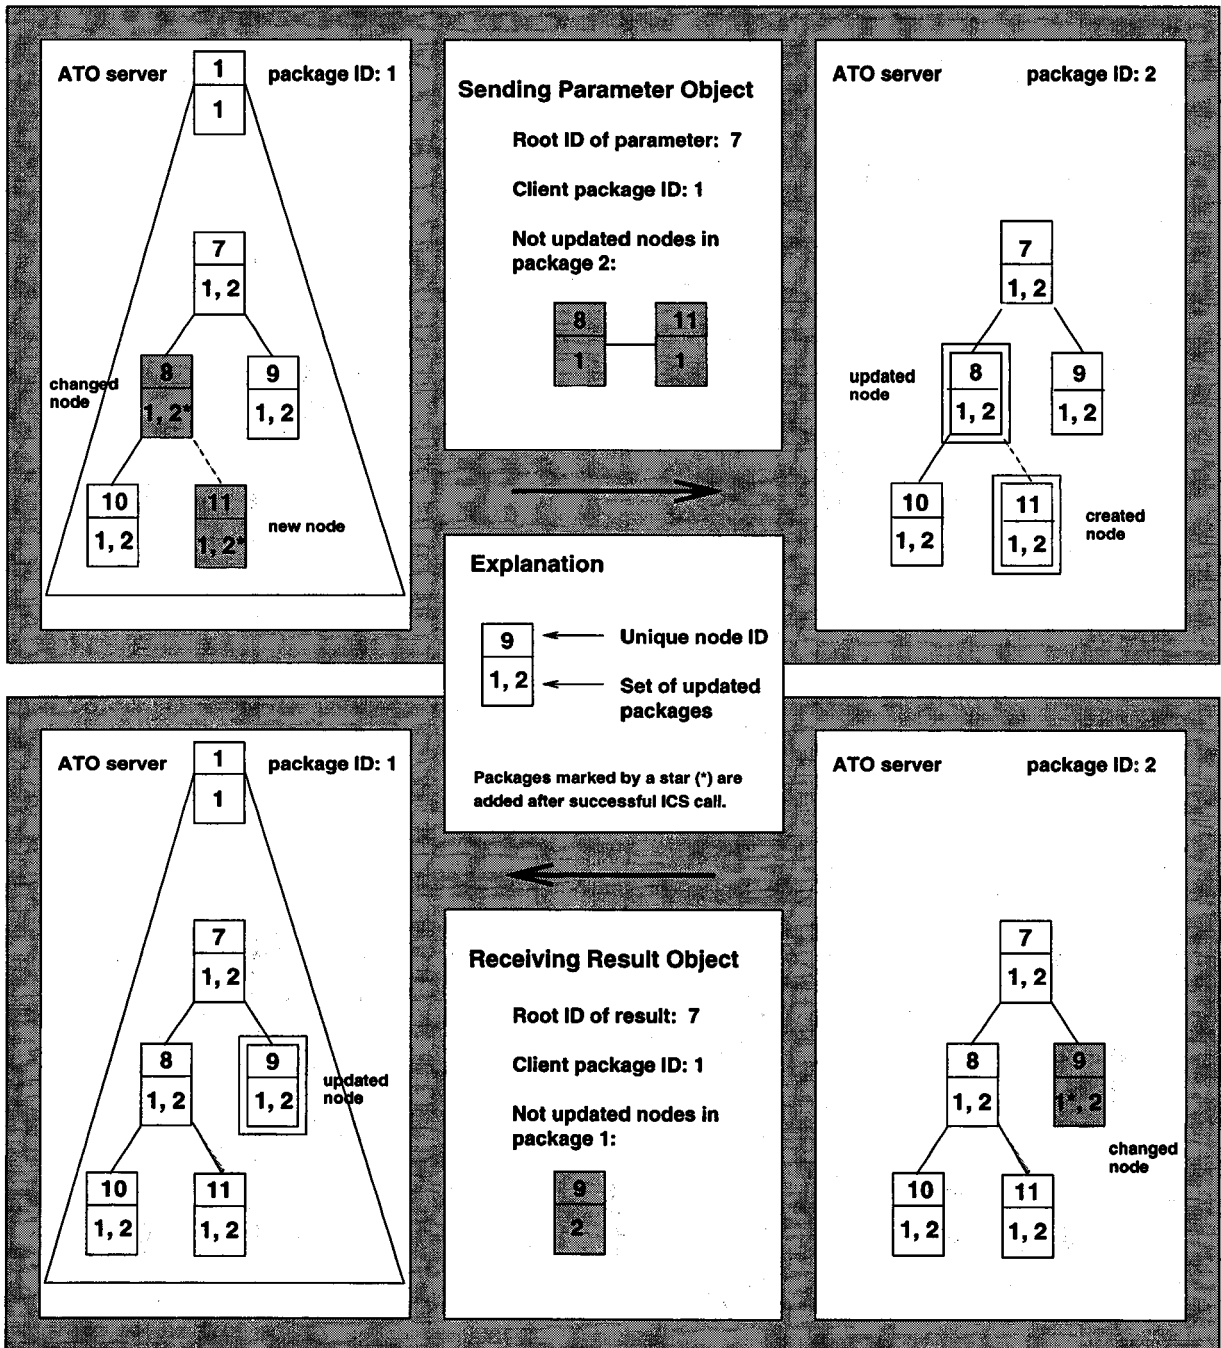 ATO server
package ID: 1
1
1
7
1, 2
changed
node
8
1, 2*
9
1, 2
10
1, 2
11
1, 2*
new node
Sending Parameter Object
Root ID of parameter: 7
Client package ID: 1
Not updated nodes in
package 2:
8
1
11
1
ATO server
package ID: 2
7
1, 2
updated
node
8
1, 2
9
1, 2
10
1, 2
11
1, 2
created
node
Explanation
9
1, 2
Unique node ID
Set of updated
packages
Packages marked by a star (*) are
added after successful ICS call.
ATO server
package ID: 1
1
1
7
1, 2
8
1, 2
9
1, 2
updated
node
10
1, 2
11
1, 2
Receiving Result Object
Root ID of result: 7
Client package ID: 1
Not updated nodes in
package 1:
9
2
ATO server
package ID: 2
7
1, 2
8
1, 2
9
1*, 2
changed
node
10
1, 2
11
1, 2